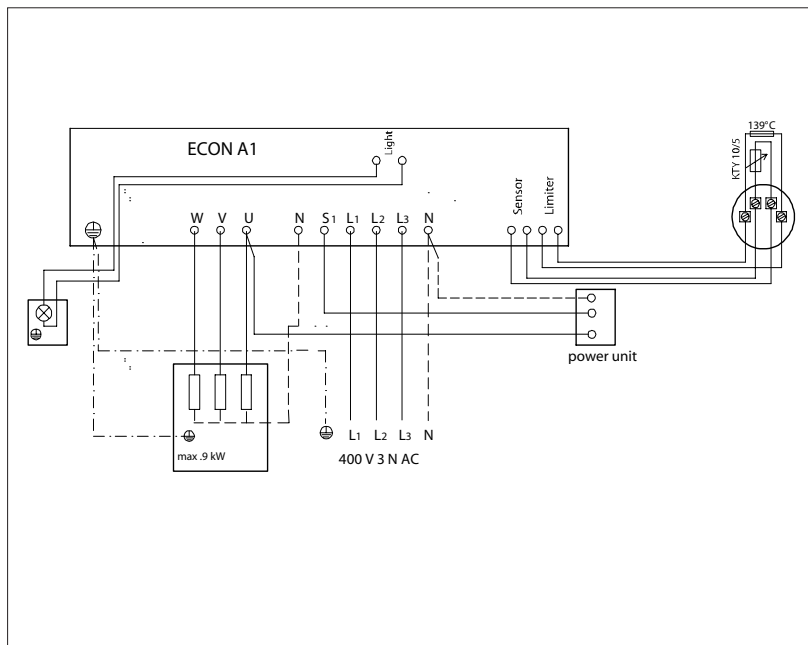 ECON A1
Light
139°C
KTY 10/5
Sensor
Limiter
W V U N S1 L1 L2 L3 N
power unit
L1 L2 L3 N
400 V 3 N AC
max .9 kW